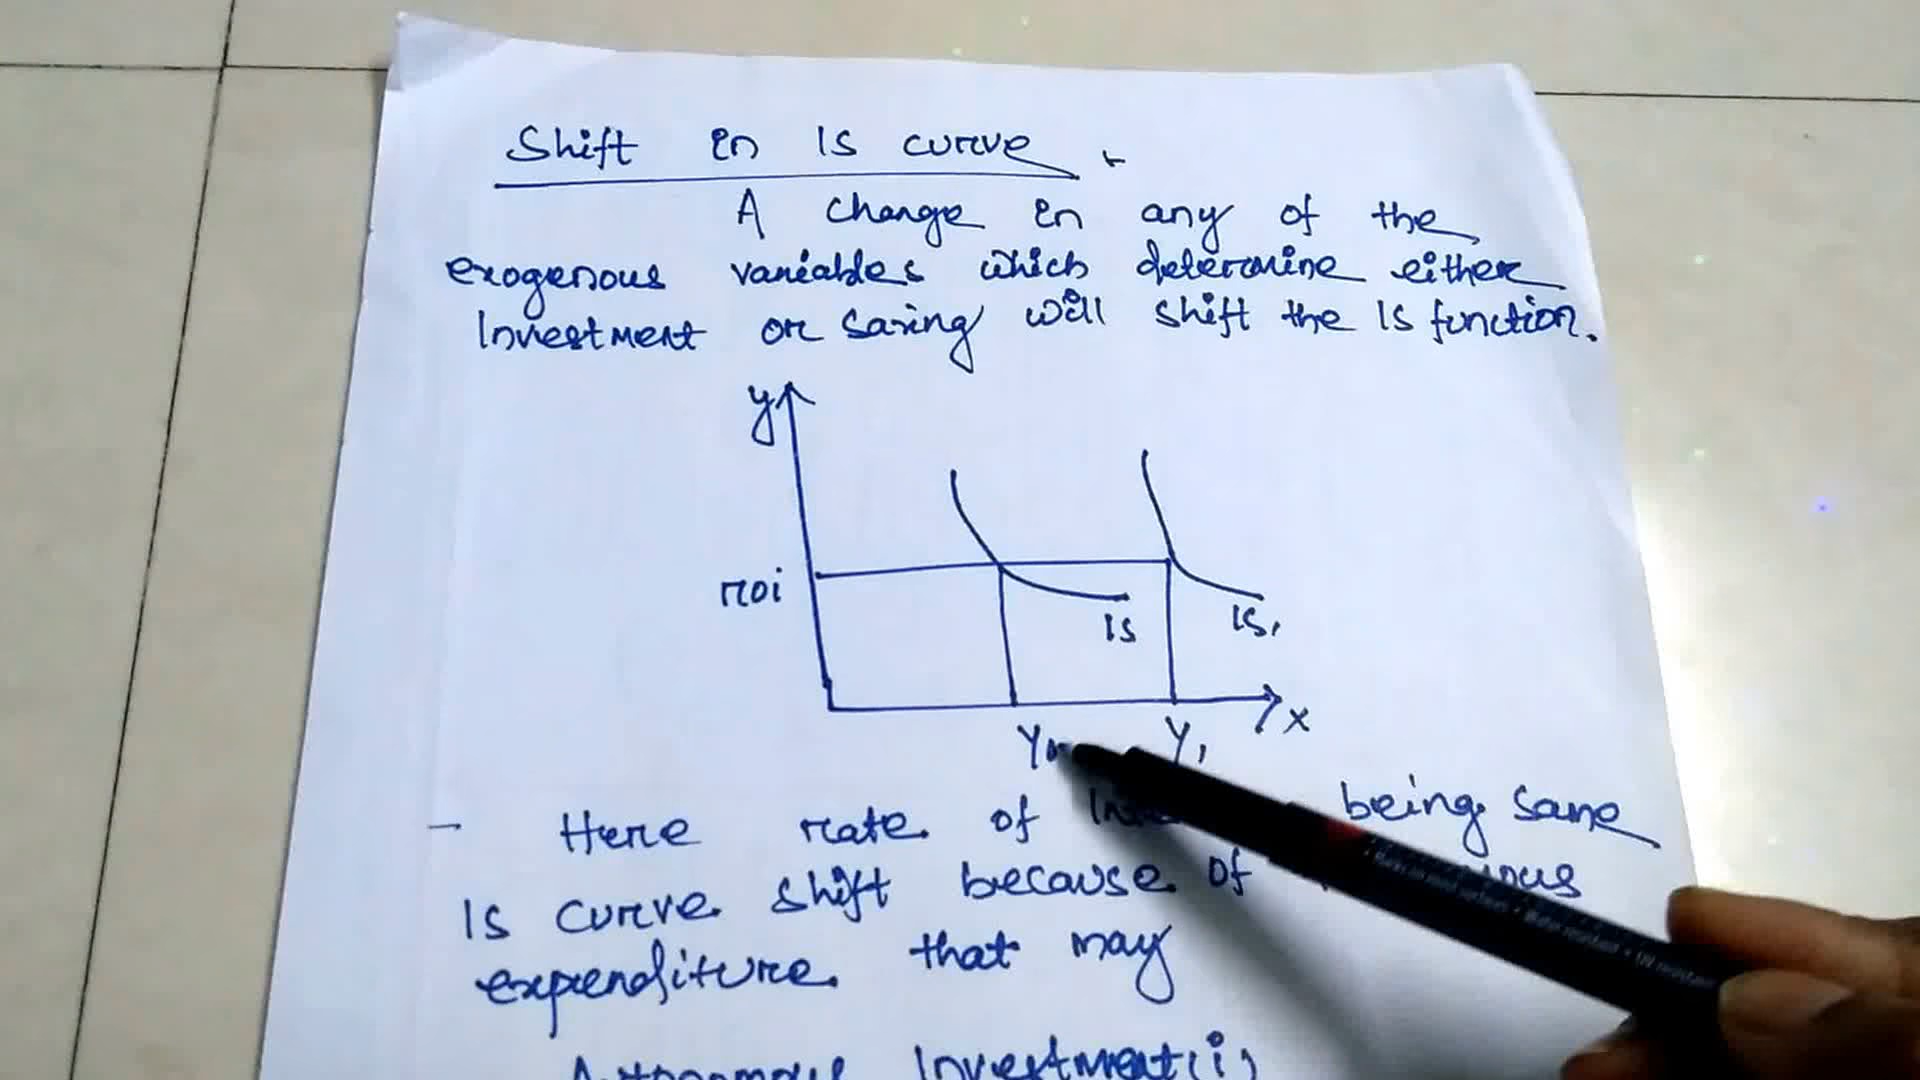 Shift in IS curve
A change in any of the
exogenous variables which determine either
Investment or saving will shift the IS function.
y
roi
IS
IS₁
Y₁
x
Here rate of being same
IS curve shift because of
expenditure that may
Autonomous Investment (i)